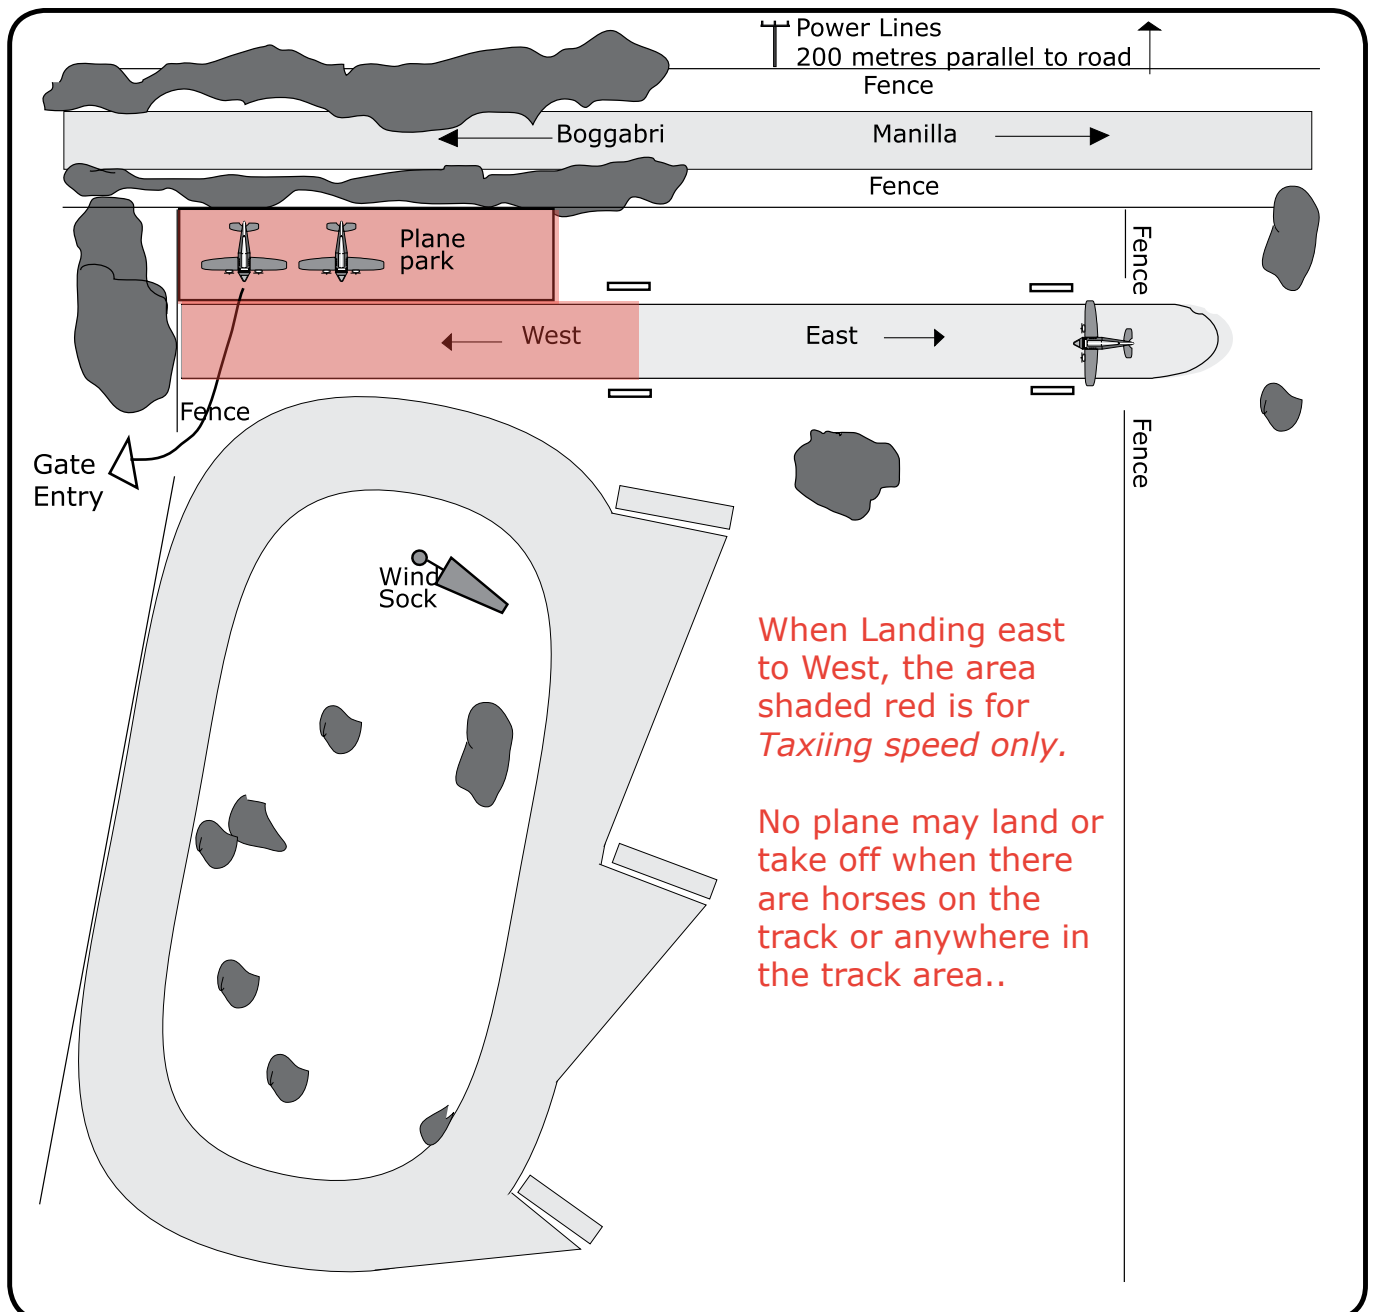 Power Lines
200 metres parallel to road
Fence
Boggabri
Manilla
Fence
Plane
park
Fence
West
East
Fence
Fence
Gate
Entry
Wind
Sock
When Landing east
to West, the area
shaded red is for
Taxiing speed only.
No plane may land or
take off when there
are horses on the
track or anywhere in
the track area..